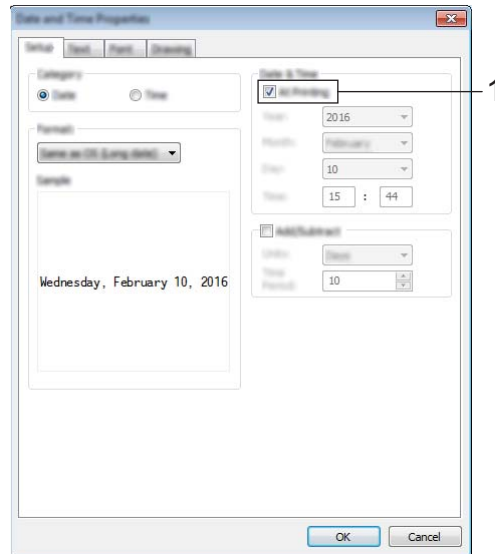 Date and Time Properties
Setup Text Font Drawing
Category
Date Time
Format:
Same as OS (Long date)
Sample
Wednesday, February 10, 2016
Date & Time
At Printing
1
Year: 2016
Month: February
Day: 10
Time: 15 : 44
Add/Subtract
Units: Days
Time
Period: 10
OK Cancel